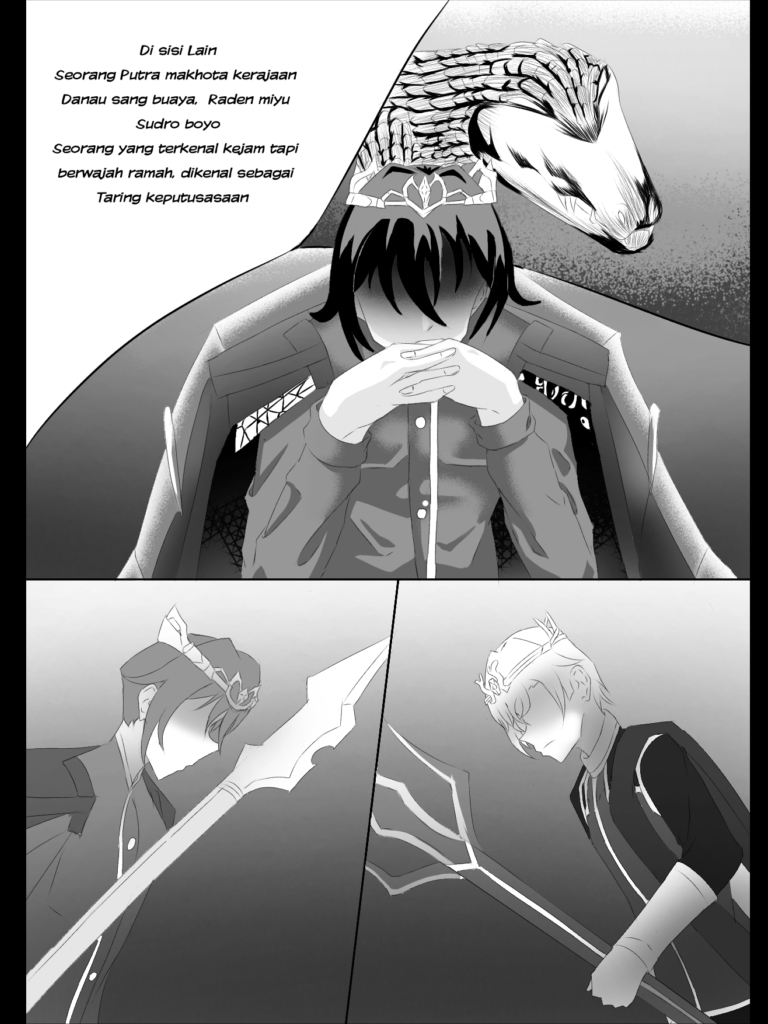 Di sisi Lain
Seorang Putra makhota kerajaan
Danau sang buaya, Raden miyu
Sudro boyo
Seorang yang terkenal kejam tapi
berwajah ramah, dikenal sebagai
Taring keputusasaan